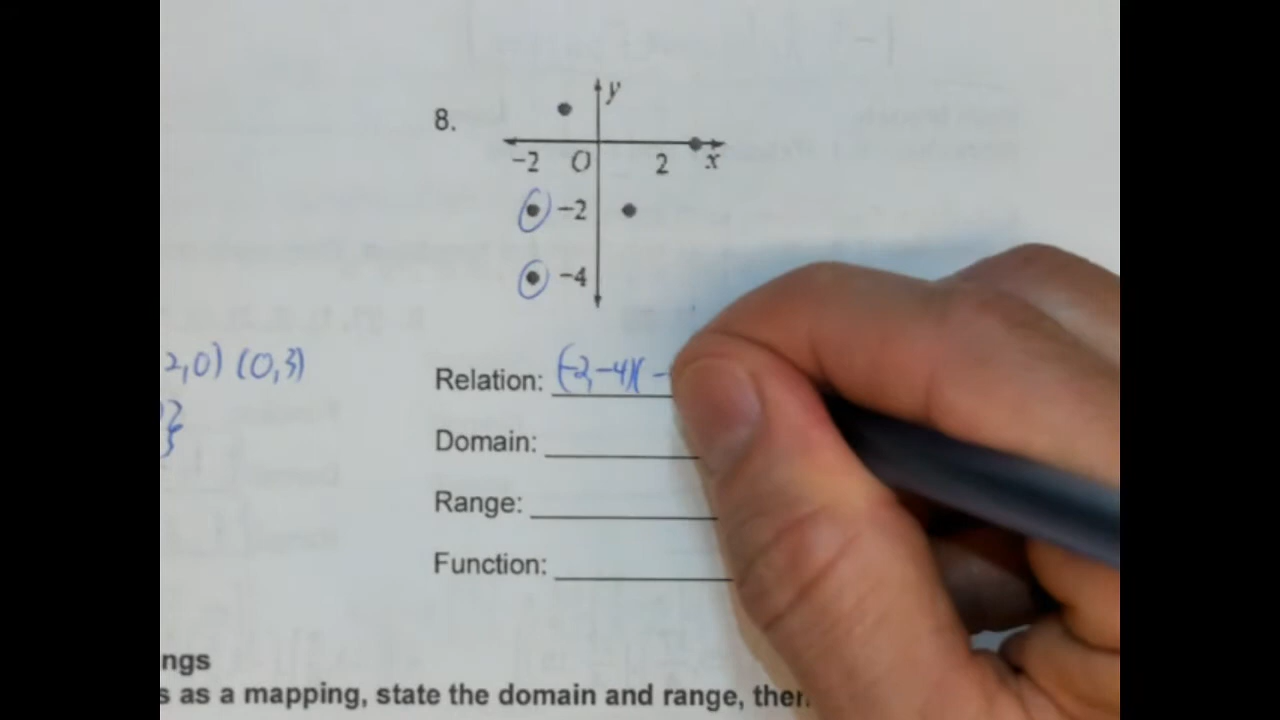 8.
y
-2 O 2 x
-2
-4
2,0) (0,3)
Relation: (-2,-4)( -
Domain:
Range:
Function:
ngs
s as a mapping, state the domain and range, then